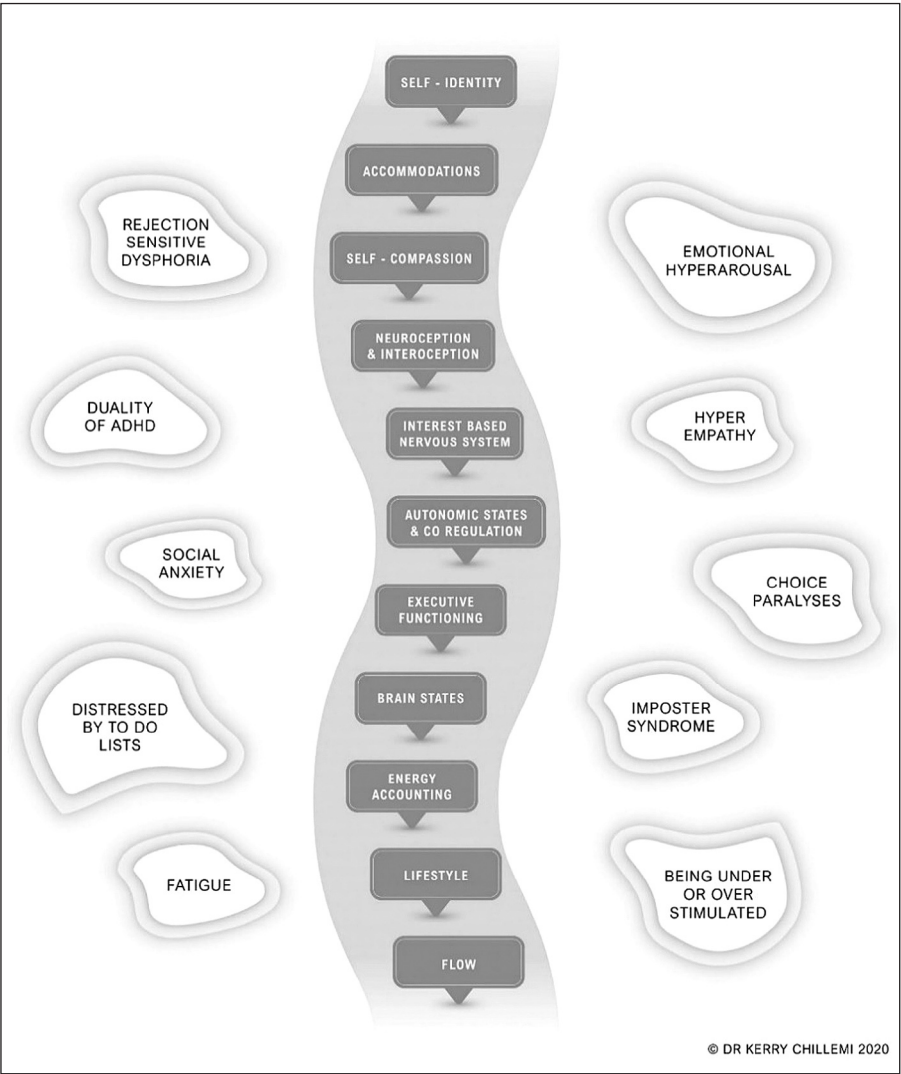 SELF - IDENTITY
ACCOMMODATIONS
SELF - COMPASSION
NEUROCEPTION
& INTEROCEPTION
INTEREST BASED
NERVOUS SYSTEM
AUTONOMIC STATES
& CO REGULATION
EXECUTIVE
FUNCTIONING
BRAIN STATES
ENERGY
ACCOUNTING
LIFESTYLE
FLOW
REJECTION
SENSITIVE
DYSPHORIA
DUALITY
OF ADHD
SOCIAL
ANXIETY
DISTRESSED
BY TO DO
LISTS
FATIGUE
EMOTIONAL
HYPERAROUSAL
HYPER
EMPATHY
CHOICE
PARALYSES
IMPOSTER
SYNDROME
BEING UNDER
OR OVER
STIMULATED
© DR KERRY CHILLEMI 2020